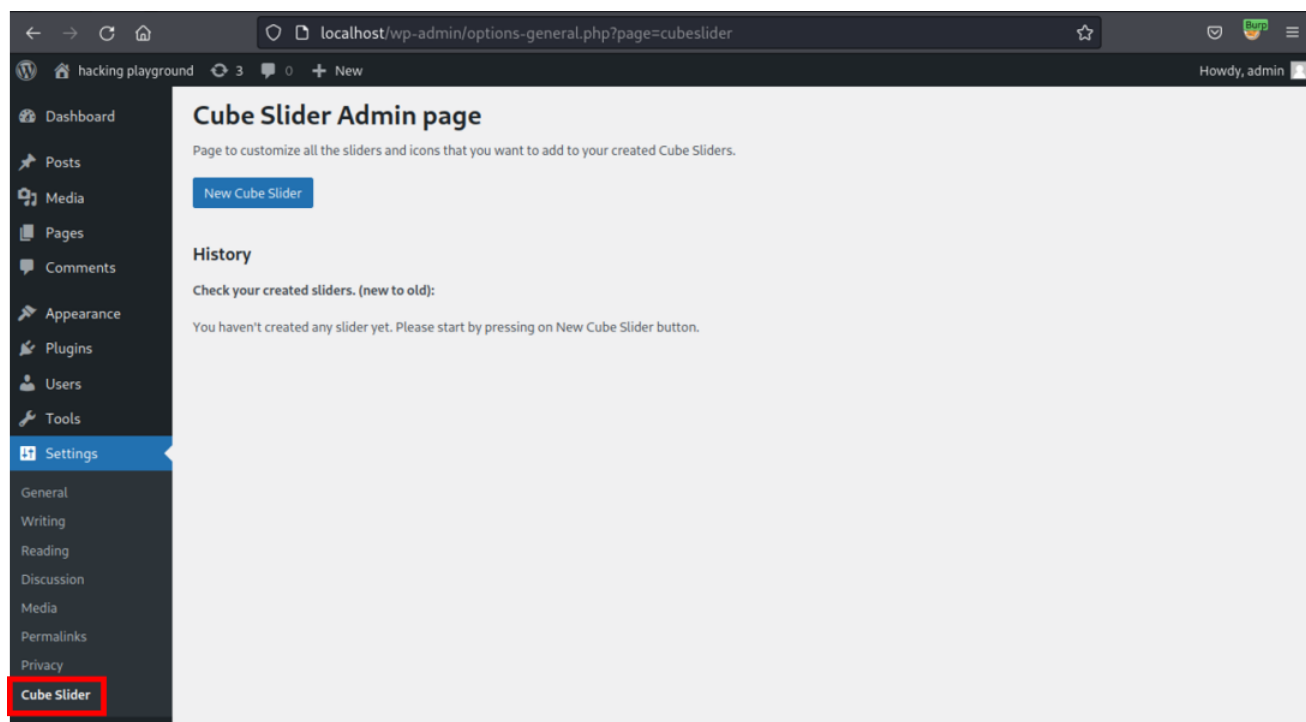 localhost/wp-admin/options-general.php?page=cubeslider
Burp
hacking playground 3 0 + New
Howdy, admin
Dashboard
Posts
Media
Pages
Comments
Appearance
Plugins
Users
Tools
Settings
General
Writing
Reading
Discussion
Media
Permalinks
Privacy
Cube Slider
Cube Slider Admin page
Page to customize all the sliders and icons that you want to add to your created Cube Sliders.
New Cube Slider
History
Check your created sliders. (new to old):
You haven't created any slider yet. Please start by pressing on New Cube Slider button.